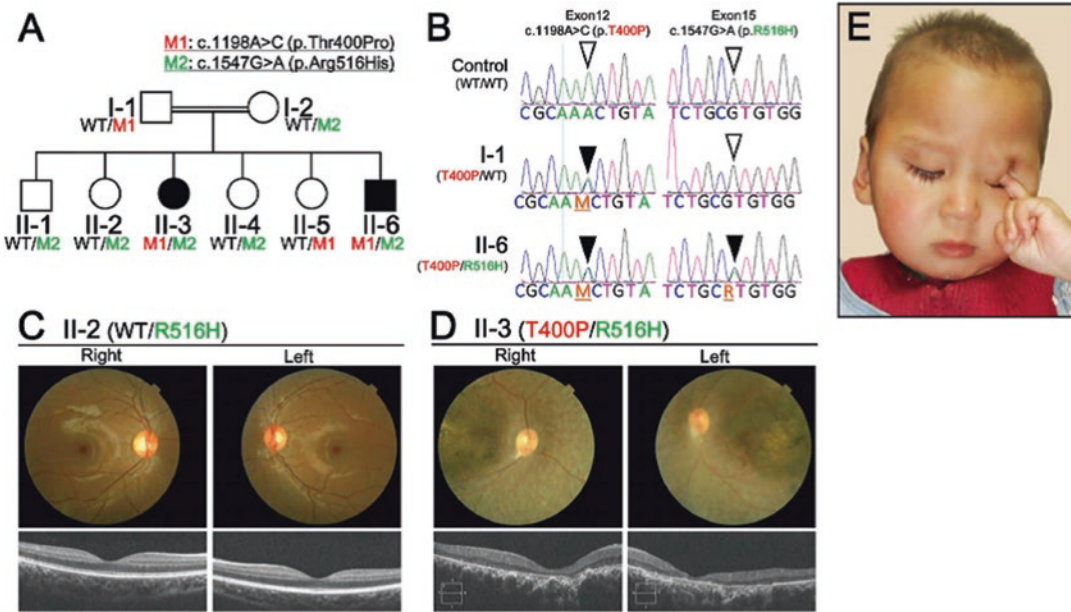 A
M1: c.1198A>C (p.Thr400Pro)
M2: c.1547G>A (p.Arg516His)
I-1
WT/M1
I-2
WT/M2
II-1
WT/M2
II-2
WT/M2
II-3
M1/M2
II-4
WT/M2
II-5
WT/M1
II-6
M1/M2
B
Exon12
c.1198A>C (p.T400P)
Exon15
c.1547G>A (p.R516H)
Control
(WT/WT)
CGCAAACTGTA
TCTGCGTGTGG
I-1
(T400P/WT)
CGCAAMCTGTA
TCTGCGTGTGG
II-6
(T400P/R516H)
CGCAAMCTGTA
TCTGCRTGTGG
E
C II-2 (WT/R516H)
Right Left
D II-3 (T400P/R516H)
Right Left